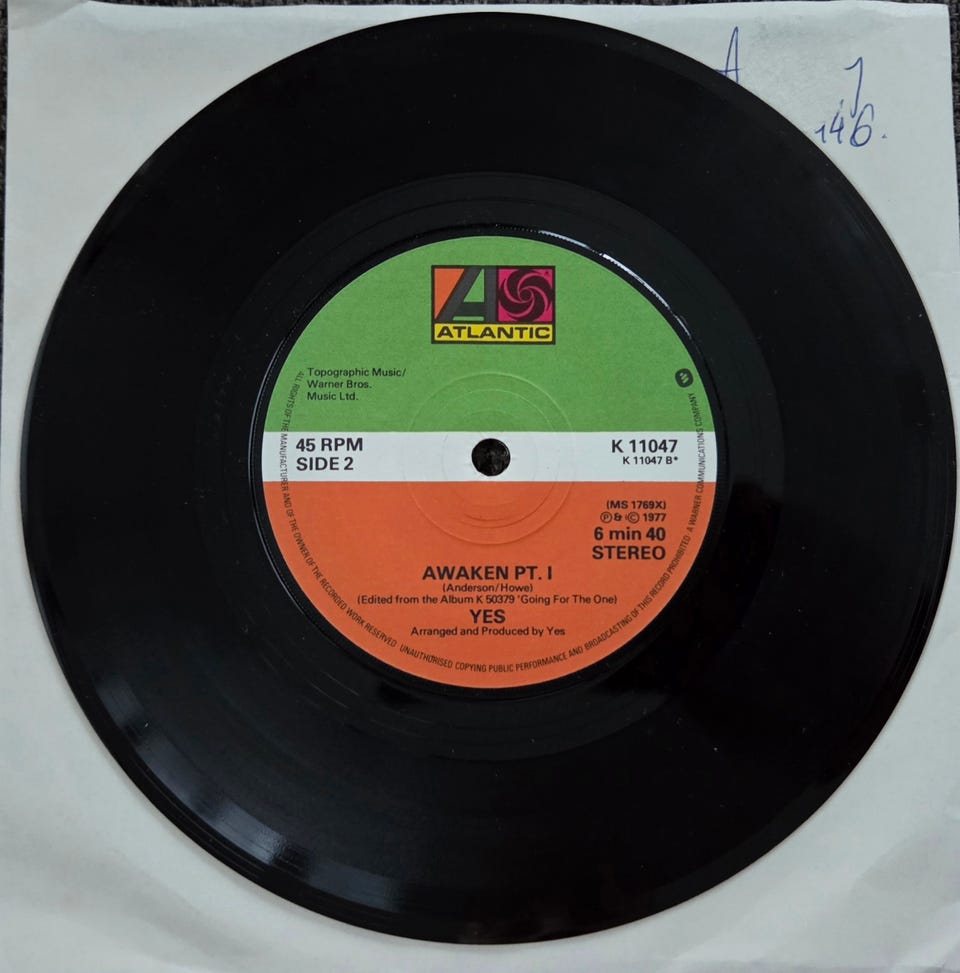 A
146.
ATLANTIC
Topographic Music/
Warner Bros.
Music Ltd.
45 RPM
SIDE 2
K 11047
K 11047 B*
(MS 1769X)
Ⓟ & © 1977
6 min 40
STEREO
AWAKEN PT. I
(Anderson/Howe)
(Edited from the Album K 50379 'Going For The One)
YES
Arranged and Produced by Yes
ALL RIGHTS OF THE MANUFACTURER AND OF THE OWNER OF THE RECORDED WORK RESERVED UNAUTHORISED COPYING PUBLIC PERFORMANCE AND BROADCASTING OF THIS RECORD PROHIBITED A WARNER COMMUNICATIONS COMPANY